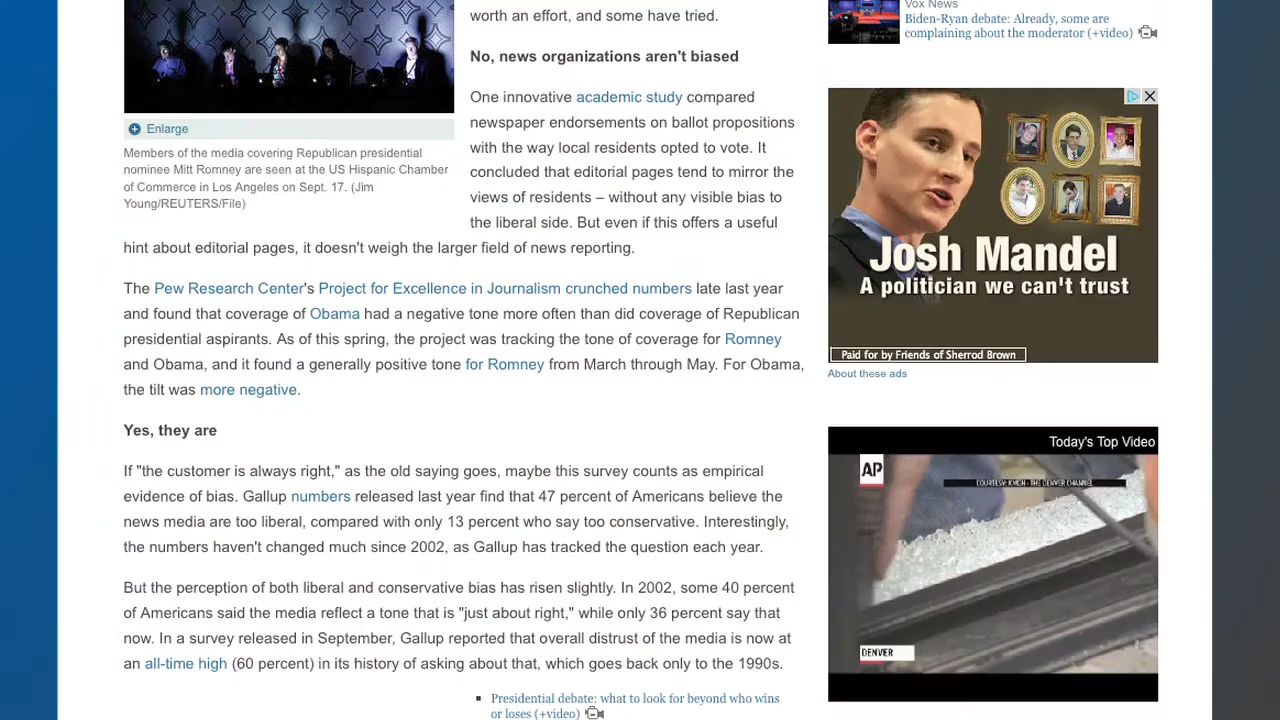 worth an effort, and some have tried.
No, news organizations aren't biased
One innovative academic study compared
newspaper endorsements on ballot propositions
with the way local residents opted to vote. It
concluded that editorial pages tend to mirror the
views of residents – without any visible bias to
the liberal side. But even if this offers a useful
hint about editorial pages, it doesn't weigh the larger field of news reporting.
Enlarge
Members of the media covering Republican presidential
nominee Mitt Romney are seen at the US Hispanic Chamber
of Commerce in Los Angeles on Sept. 17. (Jim
Young/REUTERS/File)
The Pew Research Center's Project for Excellence in Journalism crunched numbers late last year
and found that coverage of Obama had a negative tone more often than did coverage of Republican
presidential aspirants. As of this spring, the project was tracking the tone of coverage for Romney
and Obama, and it found a generally positive tone for Romney from March through May. For Obama,
the tilt was more negative.
Yes, they are
If "the customer is always right," as the old saying goes, maybe this survey counts as empirical
evidence of bias. Gallup numbers released last year find that 47 percent of Americans believe the
news media are too liberal, compared with only 13 percent who say too conservative. Interestingly,
the numbers haven't changed much since 2002, as Gallup has tracked the question each year.
But the perception of both liberal and conservative bias has risen slightly. In 2002, some 40 percent
of Americans said the media reflect a tone that is "just about right," while only 36 percent say that
now. In a survey released in September, Gallup reported that overall distrust of the media is now at
an all-time high (60 percent) in its history of asking about that, which goes back only to the 1990s.
Presidential debate: what to look for beyond who wins
or loses (+video)
Vox News
Biden-Ryan debate: Already, some are
complaining about the moderator (+video)
Josh Mandel
A politician we can't trust
Paid for by Friends of Sherrod Brown
About these ads
Today's Top Video
AP
COURTESY: KMGH - THE DENVER CHANNEL
DENVER